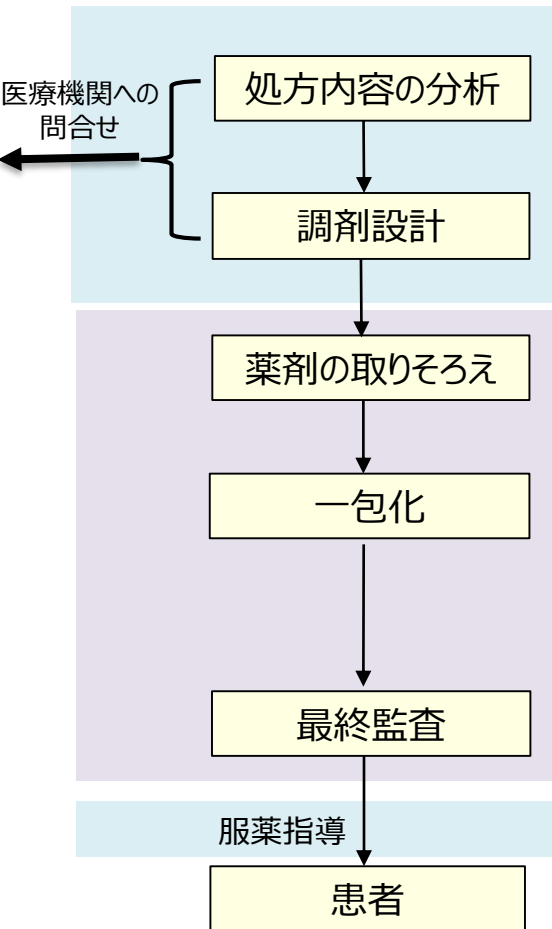 処方内容の分析
医療機関への
問合せ
調剤設計
薬剤の取りそろえ
一包化
最終監査
服薬指導
患者